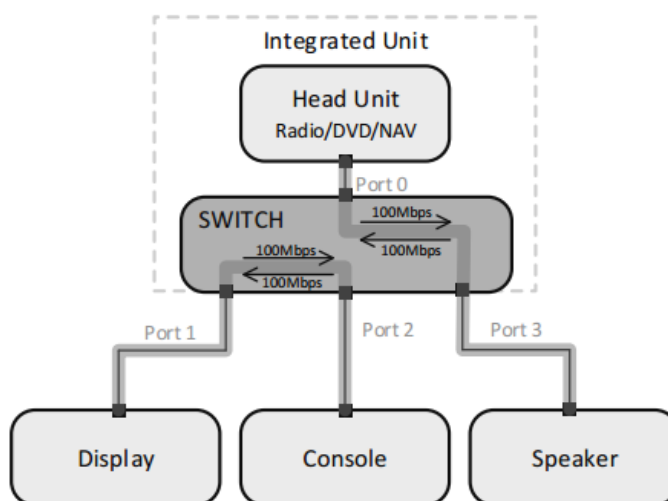 Integrated Unit
Head Unit
Radio/DVD/NAV
Port 0
SWITCH
100Mbps
100Mbps
100Mbps
100Mbps
Port 1
Port 2
Port 3
Display
Console
Speaker